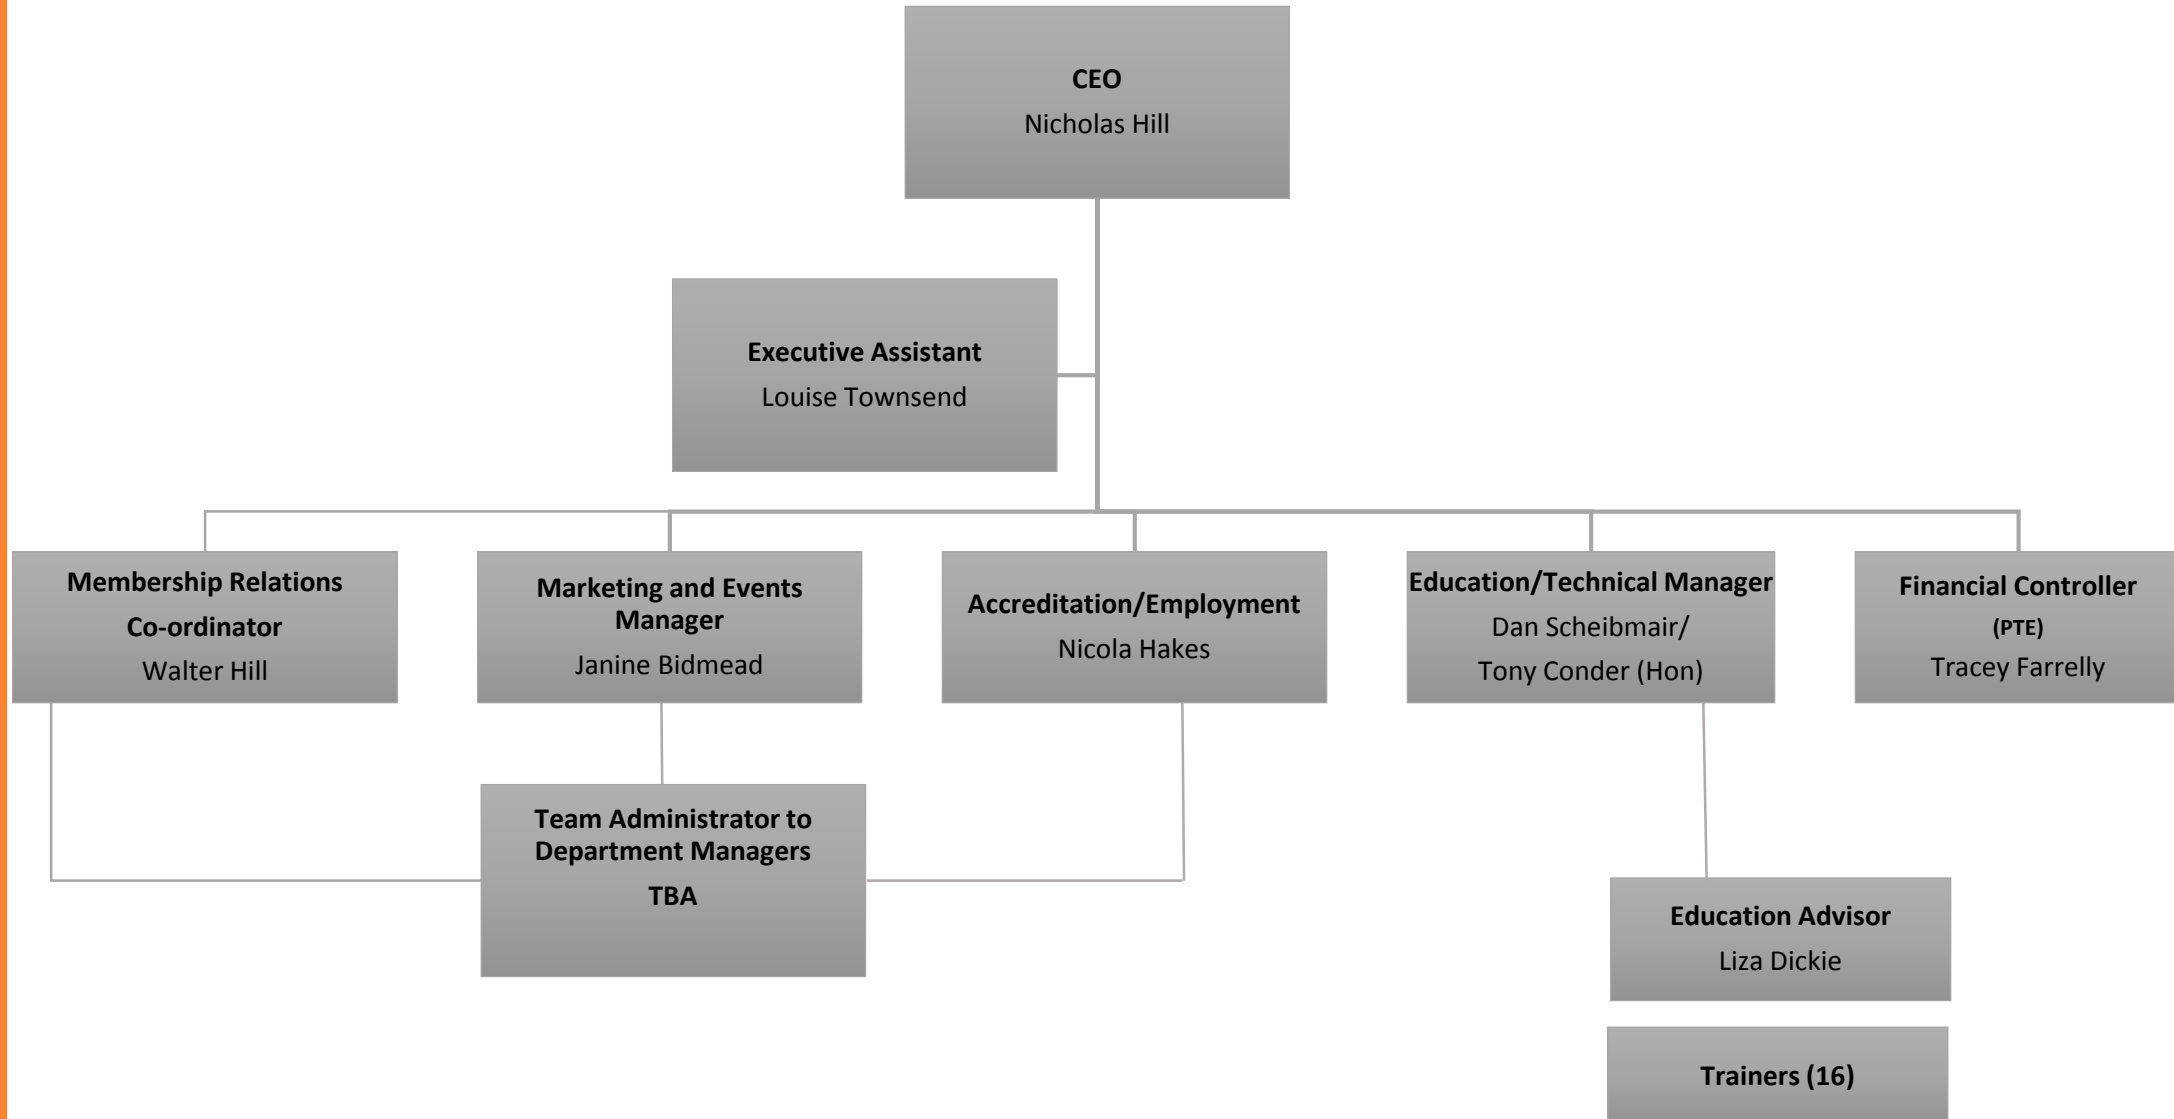 CEO
Nicholas Hill
Executive Assistant
Louise Townsend
Membership Relations
Co-ordinator
Walter Hill
Marketing and Events
Manager
Janine Bidmead
Accreditation/Employment
Nicola Hakes
Education/Technical Manager
Dan Scheibmair/
Tony Conder (Hon)
Financial Controller
(PTE)
Tracey Farrelly
Team Administrator to
Department Managers
TBA
Education Advisor
Liza Dickie
Trainers (16)